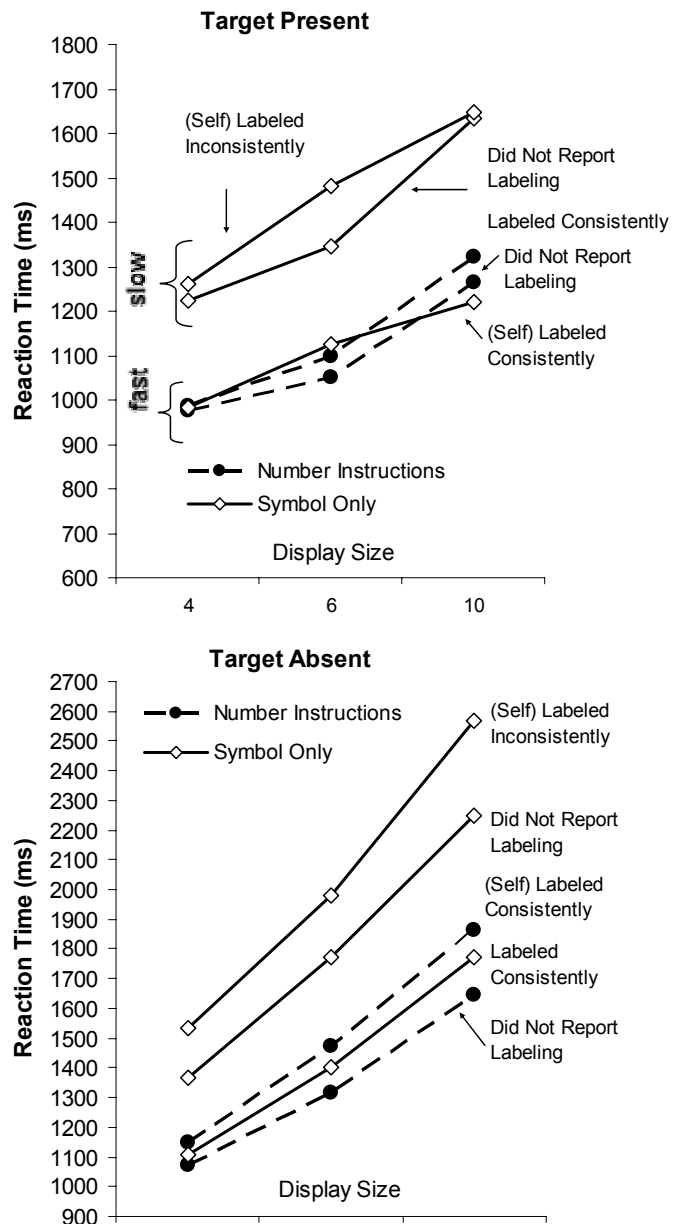 Target Present
1800
1700
1600
1500
1400
1300
1200
1100
1000
900
800
700
600
Reaction Time (ms)
(Self) Labeled
Inconsistently
Did Not Report
Labeling
Labeled Consistently
Did Not Report
Labeling
(Self) Labeled
Consistently
slow
fast
Number Instructions
Symbol Only
Display Size
4
6
10
Target Absent
2700
2600
2500
2400
2300
2200
2100
2000
1900
1800
1700
1600
1500
1400
1300
1200
1100
1000
900
Reaction Time (ms)
Number Instructions
Symbol Only
(Self) Labeled
Inconsistently
Did Not Report
Labeling
(Self) Labeled
Consistently
Labeled
Consistently
Did Not Report
Labeling
Display Size